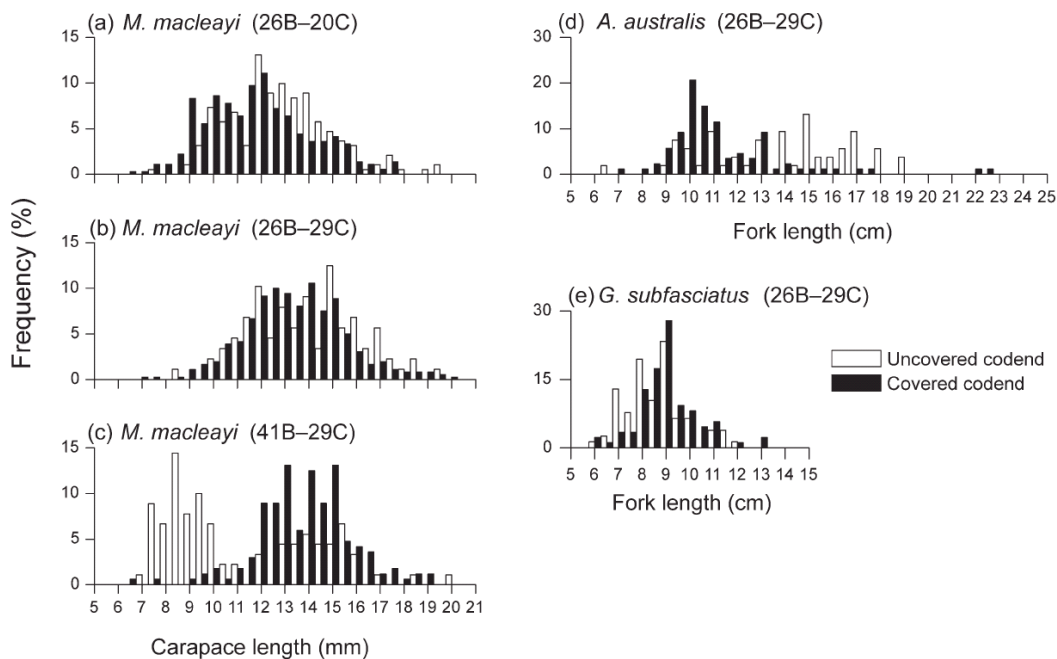 (a) M. macleayi (26B–20C)
15
10
5
0
(b) M. macleayi (26B–29C)
15
10
5
0
(c) M. macleayi (41B–29C)
15
10
5
0
5 6 7 8 9 10 11 12 13 14 15 16 17 18 19 20 21
Carapace length (mm)
Frequency (%)
(d) A. australis (26B–29C)
30
20
10
0
5 6 7 8 9 10 11 12 13 14 15 16 17 18 19 20 21 22 23 24 25
Fork length (cm)
(e) G. subfasciatus (26B–29C)
30
15
0
5 6 7 8 9 10 11 12 13 14 15
Fork length (cm)
Uncovered codend
Covered codend